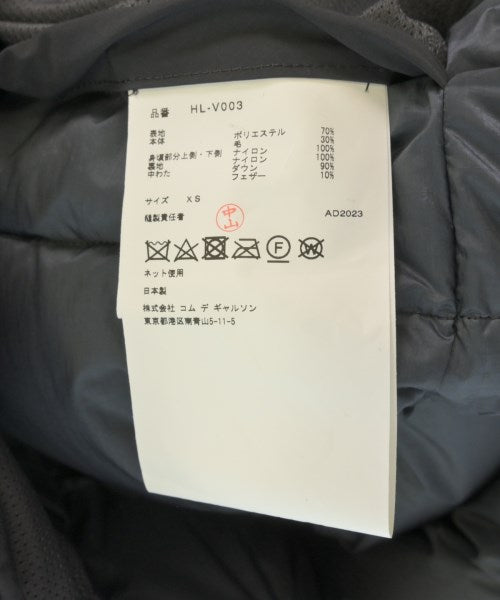 品番 HL-V003
表地 ポリエステル 70%
本体 毛 30%
身頃部分上側・下側 ナイロン 100%
裏地 ナイロン 100%
中わた ダウン 90%
フェザー 10%
サイズ XS
縫製責任者 中山 AD2023
F W
ネット使用
日本製
株式会社 コム デ ギャルソン
東京都港区南青山5-11-5